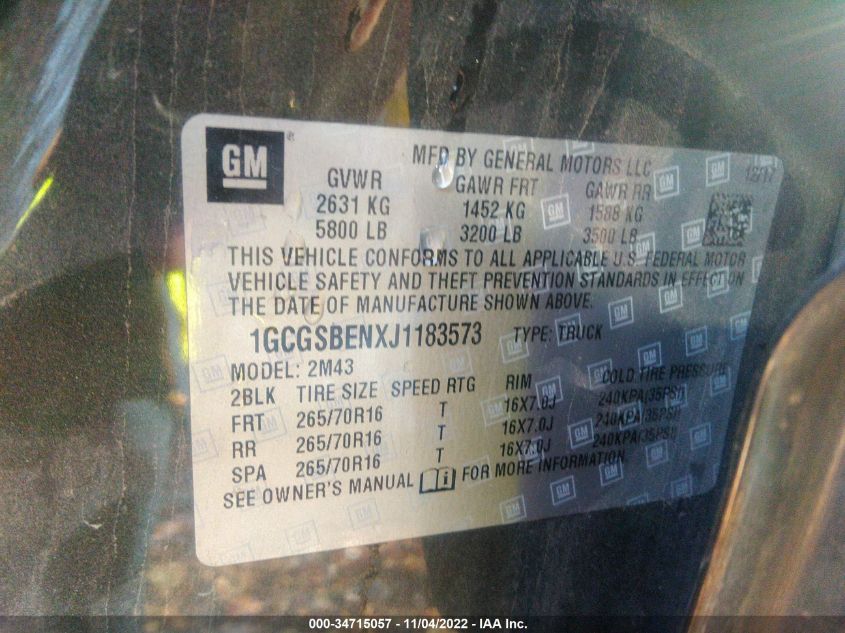 GM ® MFD BY GENERAL MOTORS LLC 12/17
GVWR GAWR FRT GAWR RR
2631 KG 1452 KG 1588 KG
5800 LB 3200 LB 3500 LB
THIS VEHICLE CONFORMS TO ALL APPLICABLE U.S. FEDERAL MOTOR
VEHICLE SAFETY AND THEFT PREVENTION STANDARDS IN EFFECT ON
THE DATE OF MANUFACTURE SHOWN ABOVE.
1GCGSBENXJ1183573 TYPE: TRUCK
MODEL: 2M43
2BLK TIRE SIZE SPEED RTG RIM COLD TIRE PRESSURE
FRT 265/70R16 T 16X7.0J 240KPA(35PSI)
RR 265/70R16 T 16X7.0J 240KPA(35PSI)
SPA 265/70R16 T 16X7.0J 240KPA(35PSI)
SEE OWNER'S MANUAL FOR MORE INFORMATION
000-34715057 - 11/04/2022 - IAA Inc.